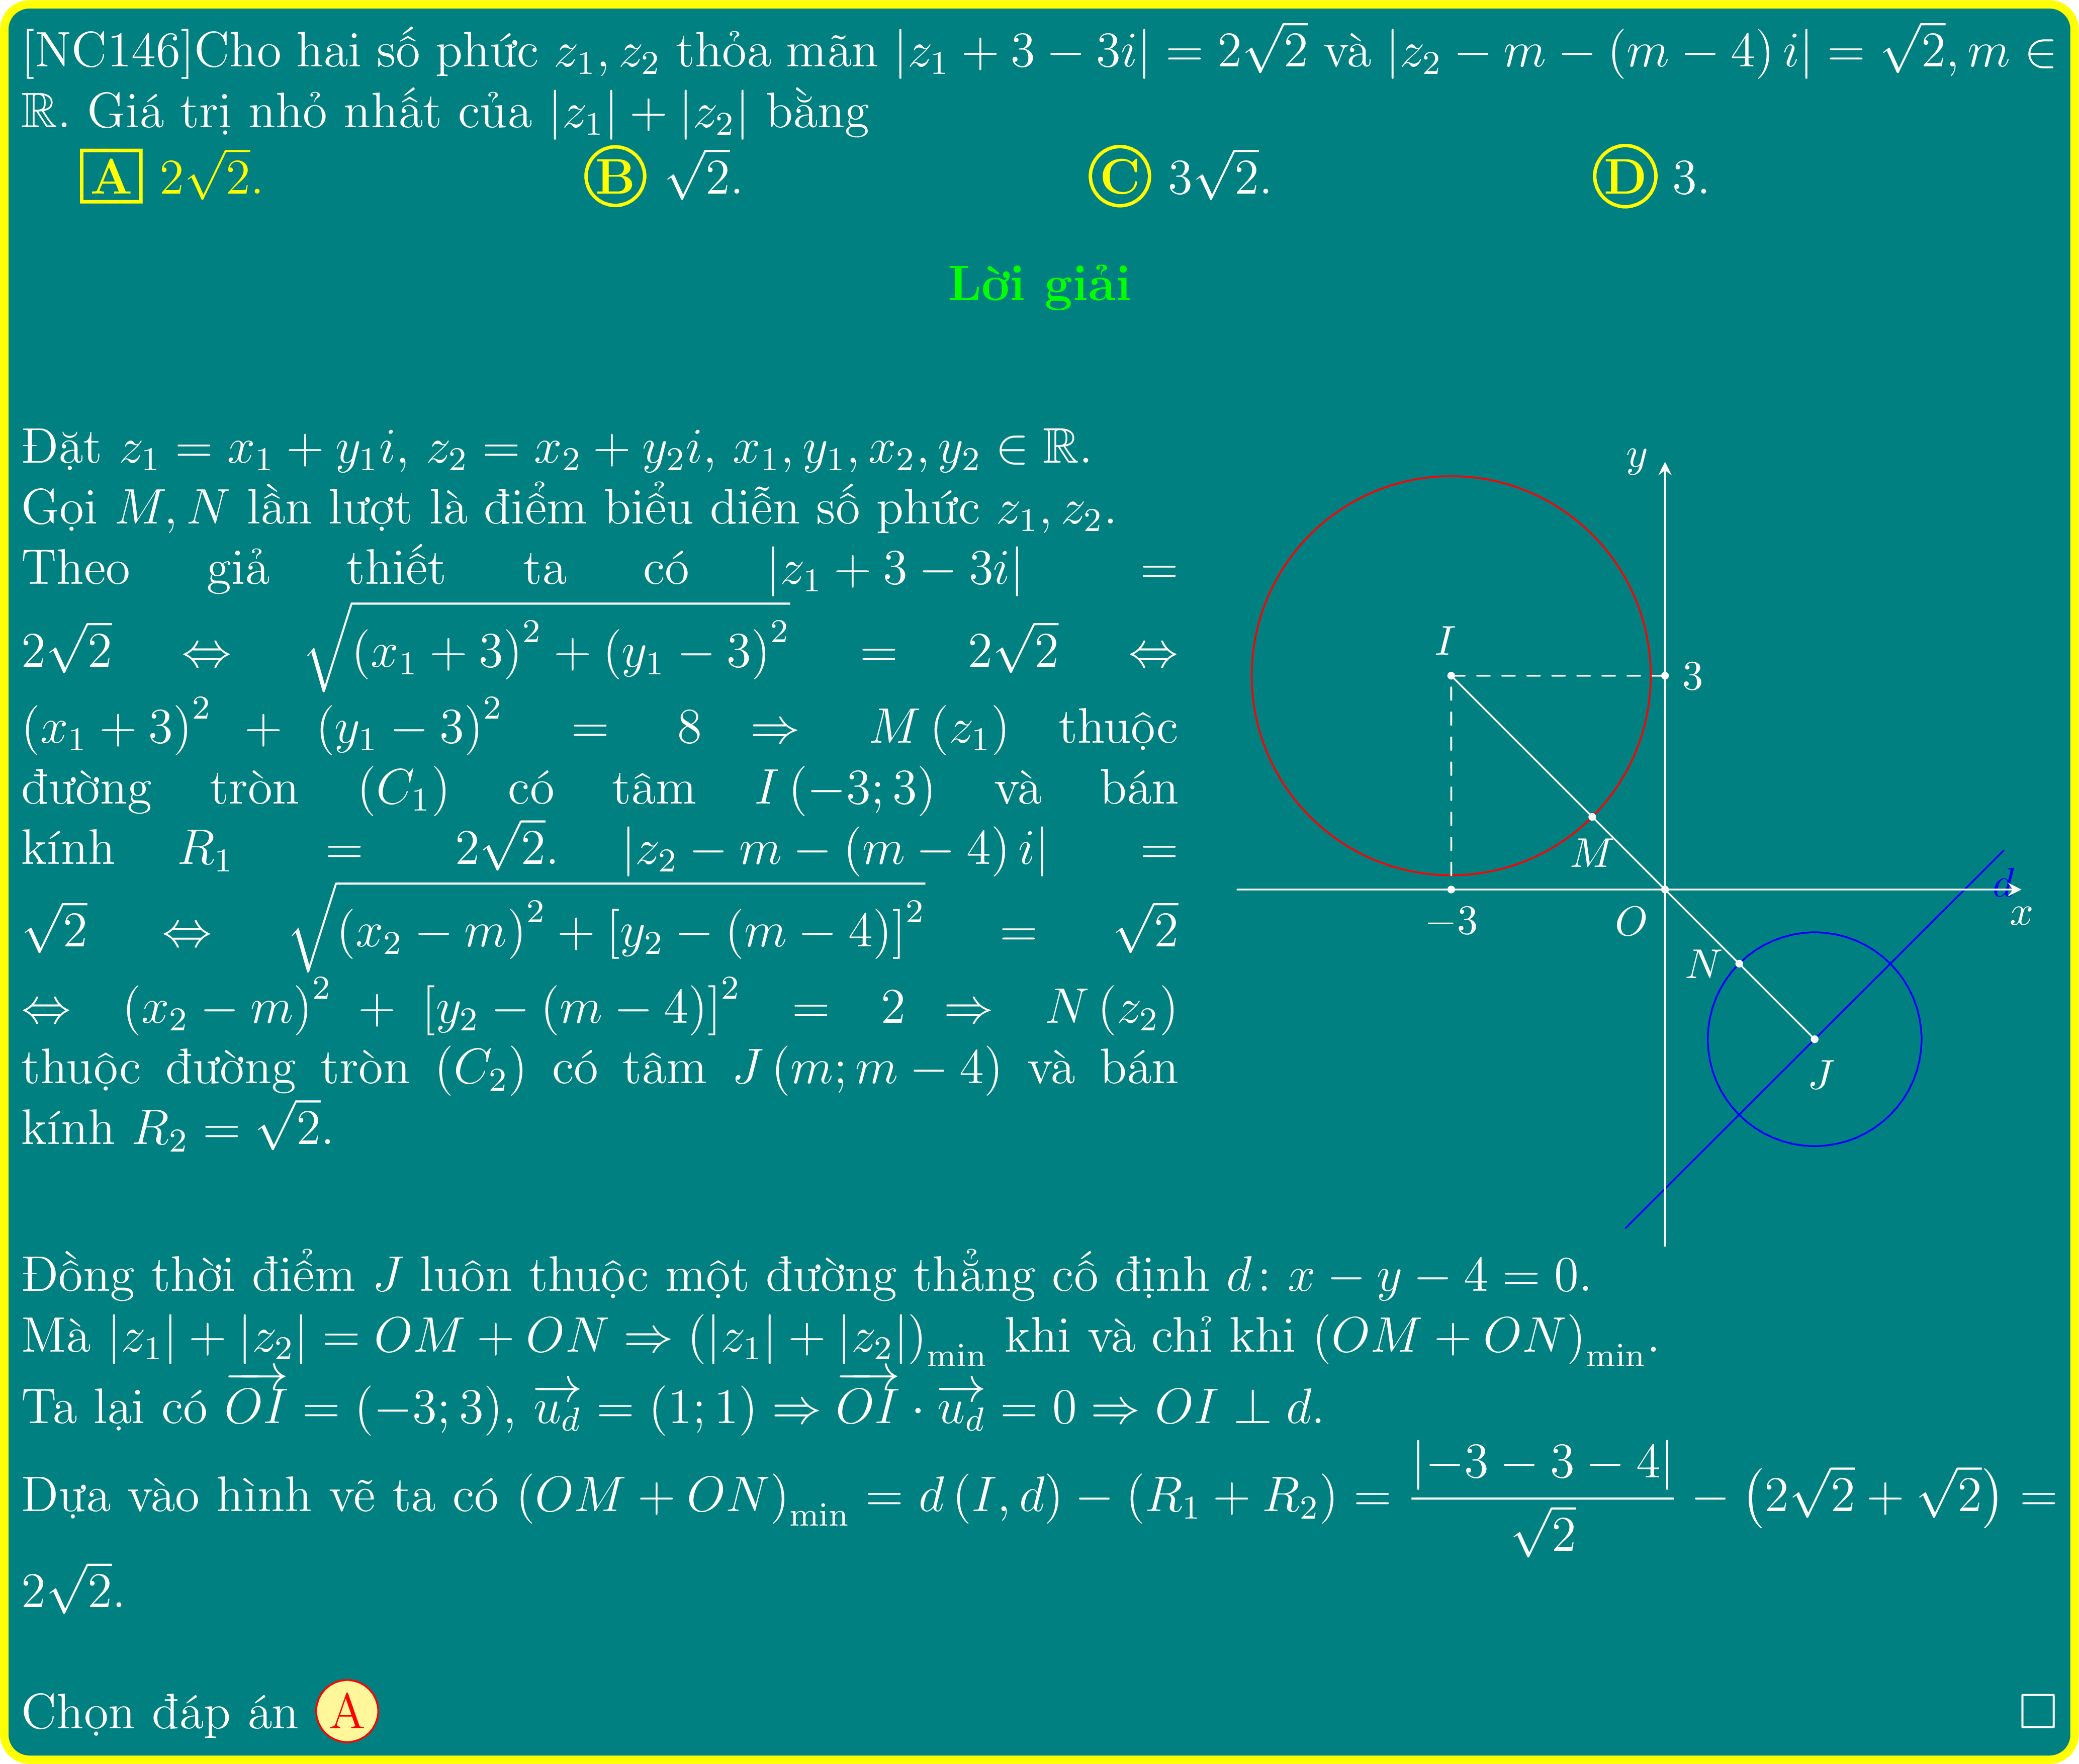 [NC146]Cho hai số phức $z_1, z_2$ thỏa mãn $|z_1 + 3 - 3i| = 2\sqrt{2}$ và $|z_2 - m - (m - 4)\,i| = \sqrt{2}, m \in$
$\mathbb{R}$. Giá trị nhỏ nhất của $|z_1| + |z_2|$ bằng
A $2\sqrt{2}$. B $\sqrt{2}$. C $3\sqrt{2}$. D 3.
Lời giải
Đặt $z_1 = x_1 + y_1 i$, $z_2 = x_2 + y_2 i$, $x_1, y_1, x_2, y_2 \in \mathbb{R}$.
Gọi $M, N$ lần lượt là điểm biểu diễn số phức $z_1, z_2$.
Theo giả thiết ta có $|z_1 + 3 - 3i| =$
$2\sqrt{2} \Leftrightarrow \sqrt{(x_1 + 3)^2 + (y_1 - 3)^2} = 2\sqrt{2} \Leftrightarrow$
$(x_1 + 3)^2 + (y_1 - 3)^2 = 8 \Rightarrow M(z_1)$ thuộc
đường tròn $(C_1)$ có tâm $I(-3; 3)$ và bán
kính $R_1 = 2\sqrt{2}$. $|z_2 - m - (m - 4)\,i| =$
$\sqrt{2} \Leftrightarrow \sqrt{(x_2 - m)^2 + [y_2 - (m - 4)]^2} = \sqrt{2}$
$\Leftrightarrow (x_2 - m)^2 + [y_2 - (m - 4)]^2 = 2 \Rightarrow N(z_2)$
thuộc đường tròn $(C_2)$ có tâm $J(m; m - 4)$ và bán
kính $R_2 = \sqrt{2}$.
y
I
3
M
d
−3
O
x
N
J
Đồng thời điểm $J$ luôn thuộc một đường thẳng cố định $d\colon x - y - 4 = 0$.
Mà $|z_1| + |z_2| = OM + ON \Rightarrow (|z_1| + |z_2|)_{\min}$ khi và chỉ khi $(OM + ON)_{\min}$.
Ta lại có $\overrightarrow{OI} = (-3; 3)$, $\overrightarrow{u_d} = (1; 1) \Rightarrow \overrightarrow{OI} \cdot \overrightarrow{u_d} = 0 \Rightarrow OI \perp d$.
Dựa vào hình vẽ ta có $(OM + ON)_{\min} = d(I, d) - (R_1 + R_2) = \dfrac{|-3 - 3 - 4|}{\sqrt{2}} - \left(2\sqrt{2} + \sqrt{2}\right) =$
$2\sqrt{2}$.
Chọn đáp án A □